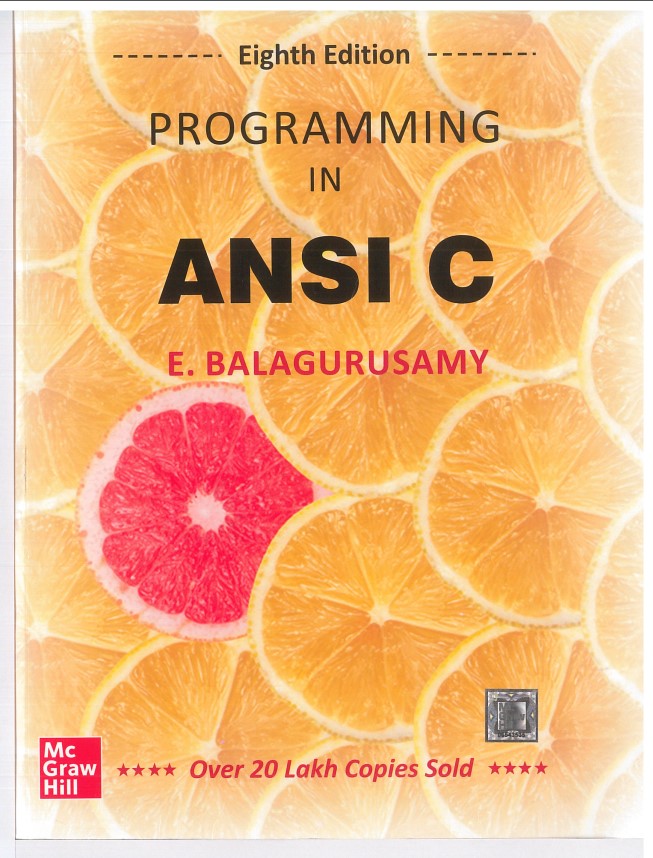 Eighth Edition
PROGRAMMING
IN
ANSI C
E. BALAGURUSAMY
Mc
Graw
Hill
Over 20 Lakh Copies Sold